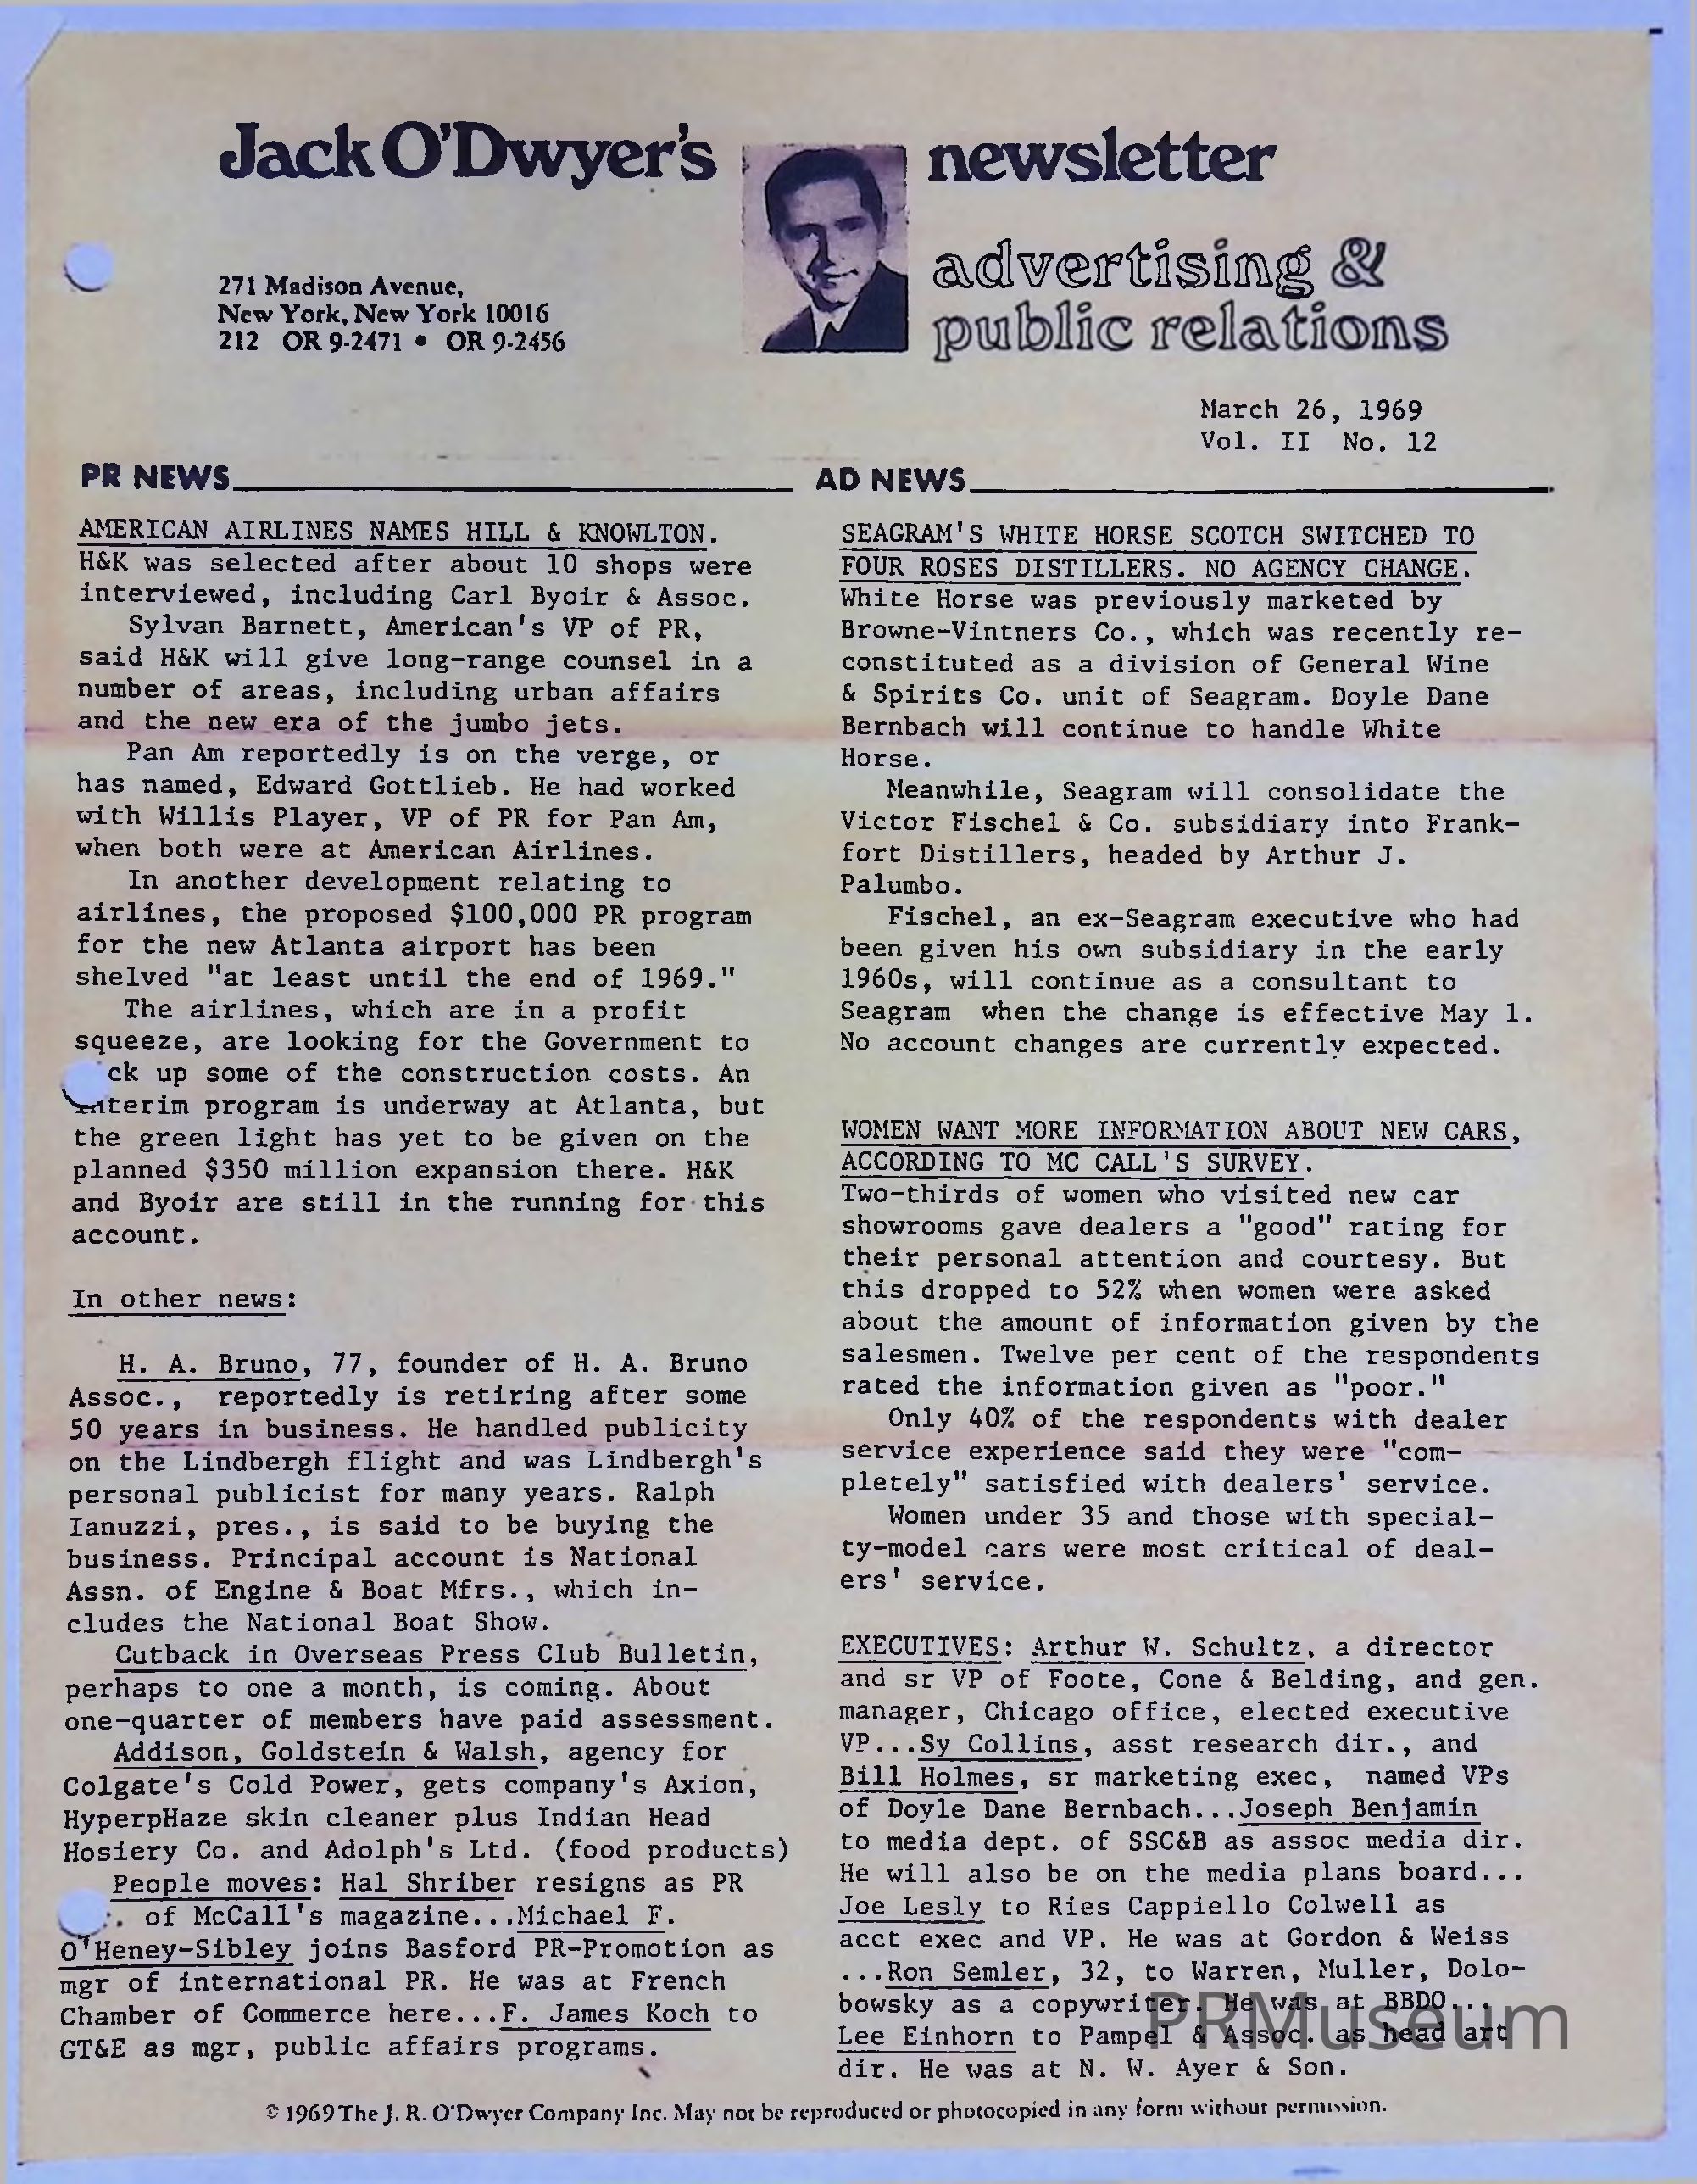 Jack O'Dwyer's newsletter
advertising &
public relations
271 Madison Avenue,
New York, New York 10016
212 OR 9-2471 • OR 9-2456
March 26, 1969
Vol. II No. 12
PR NEWS
AMERICAN AIRLINES NAMES HILL & KNOWLTON.
H&K was selected after about 10 shops were
interviewed, including Carl Byoir & Assoc.
Sylvan Barnett, American's VP of PR,
said H&K will give long-range counsel in a
number of areas, including urban affairs
and the new era of the jumbo jets.
Pan Am reportedly is on the verge, or
has named, Edward Gottlieb. He had worked
with Willis Player, VP of PR for Pan Am,
when both were at American Airlines.
In another development relating to
airlines, the proposed $100,000 PR program
for the new Atlanta airport has been
shelved "at least until the end of 1969."
The airlines, which are in a profit
squeeze, are looking for the Government to
ck up some of the construction costs. An
interim program is underway at Atlanta, but
the green light has yet to be given on the
planned $350 million expansion there. H&K
and Byoir are still in the running for this
account.
In other news:
H. A. Bruno, 77, founder of H. A. Bruno
Assoc., reportedly is retiring after some
50 years in business. He handled publicity
on the Lindbergh flight and was Lindbergh's
personal publicist for many years. Ralph
Ianuzzi, pres., is said to be buying the
business. Principal account is National
Assn. of Engine & Boat Mfrs., which in-
cludes the National Boat Show.
Cutback in Overseas Press Club Bulletin,
perhaps to one a month, is coming. About
one-quarter of members have paid assessment.
Addison, Goldstein & Walsh, agency for
Colgate's Cold Power, gets company's Axion,
HyperpHaze skin cleaner plus Indian Head
Hosiery Co. and Adolph's Ltd. (food products)
People moves: Hal Shriber resigns as PR
. of McCall's magazine...Michael F.
O'Heney-Sibley joins Basford PR-Promotion as
mgr of international PR. He was at French
Chamber of Commerce here...F. James Koch to
GT&E as mgr, public affairs programs.
AD NEWS
SEAGRAM'S WHITE HORSE SCOTCH SWITCHED TO
FOUR ROSES DISTILLERS. NO AGENCY CHANGE.
White Horse was previously marketed by
Browne-Vintners Co., which was recently re-
constituted as a division of General Wine
& Spirits Co. unit of Seagram. Doyle Dane
Bernbach will continue to handle White
Horse.
Meanwhile, Seagram will consolidate the
Victor Fischel & Co. subsidiary into Frank-
fort Distillers, headed by Arthur J.
Palumbo.
Fischel, an ex-Seagram executive who had
been given his own subsidiary in the early
1960s, will continue as a consultant to
Seagram when the change is effective May 1.
No account changes are currently expected.
WOMEN WANT MORE INFORMATION ABOUT NEW CARS,
ACCORDING TO MC CALL'S SURVEY.
Two-thirds of women who visited new car
showrooms gave dealers a "good" rating for
their personal attention and courtesy. But
this dropped to 52% when women were asked
about the amount of information given by the
salesmen. Twelve per cent of the respondents
rated the information given as "poor."
Only 40% of the respondents with dealer
service experience said they were "com-
pletely" satisfied with dealers' service.
Women under 35 and those with special-
ty-model cars were most critical of deal-
ers' service.
EXECUTIVES: Arthur W. Schultz, a director
and sr VP of Foote, Cone & Belding, and gen.
manager, Chicago office, elected executive
VP...Sy Collins, asst research dir., and
Bill Holmes, sr marketing exec, named VPs
of Doyle Dane Bernbach...Joseph Benjamin
to media dept. of SSC&B as assoc media dir.
He will also be on the media plans board...
Joe Lesly to Ries Cappiello Colwell as
acct exec and VP. He was at Gordon & Weiss
...Ron Semler, 32, to Warren, Muller, Dolo-
bowsky as a copywriter. He was at BBDO...
Lee Einhorn to Pampel & Assoc. as head art
dir. He was at N. W. Ayer & Son.
PRMuseum
© 1969 The J. R. O'Dwyer Company Inc. May not be reproduced or photocopied in any form without permission.